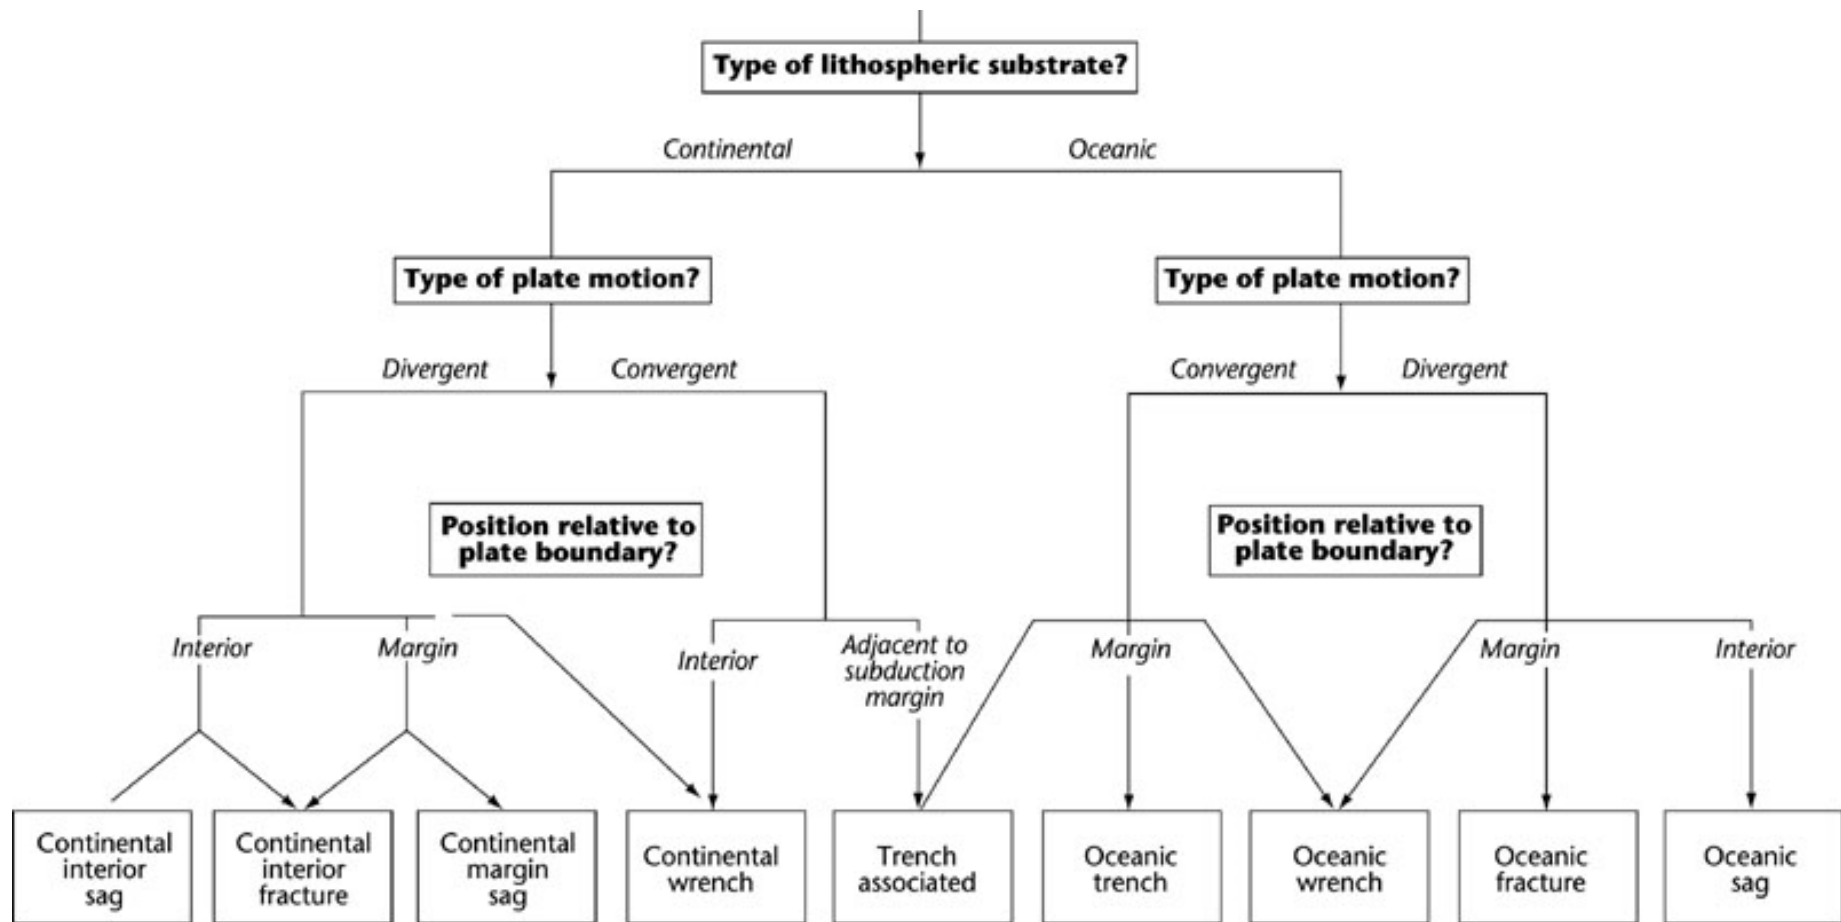 Type of lithospheric substrate?
Continental
Oceanic
Type of plate motion?
Type of plate motion?
Divergent
Convergent
Convergent
Divergent
Position relative to
plate boundary?
Position relative to
plate boundary?
Interior
Margin
Interior
Adjacent to
subduction
margin
Margin
Margin
Interior
Continental
interior
sag
Continental
interior
fracture
Continental
margin
sag
Continental
wrench
Trench
associated
Oceanic
trench
Oceanic
wrench
Oceanic
fracture
Oceanic
sag